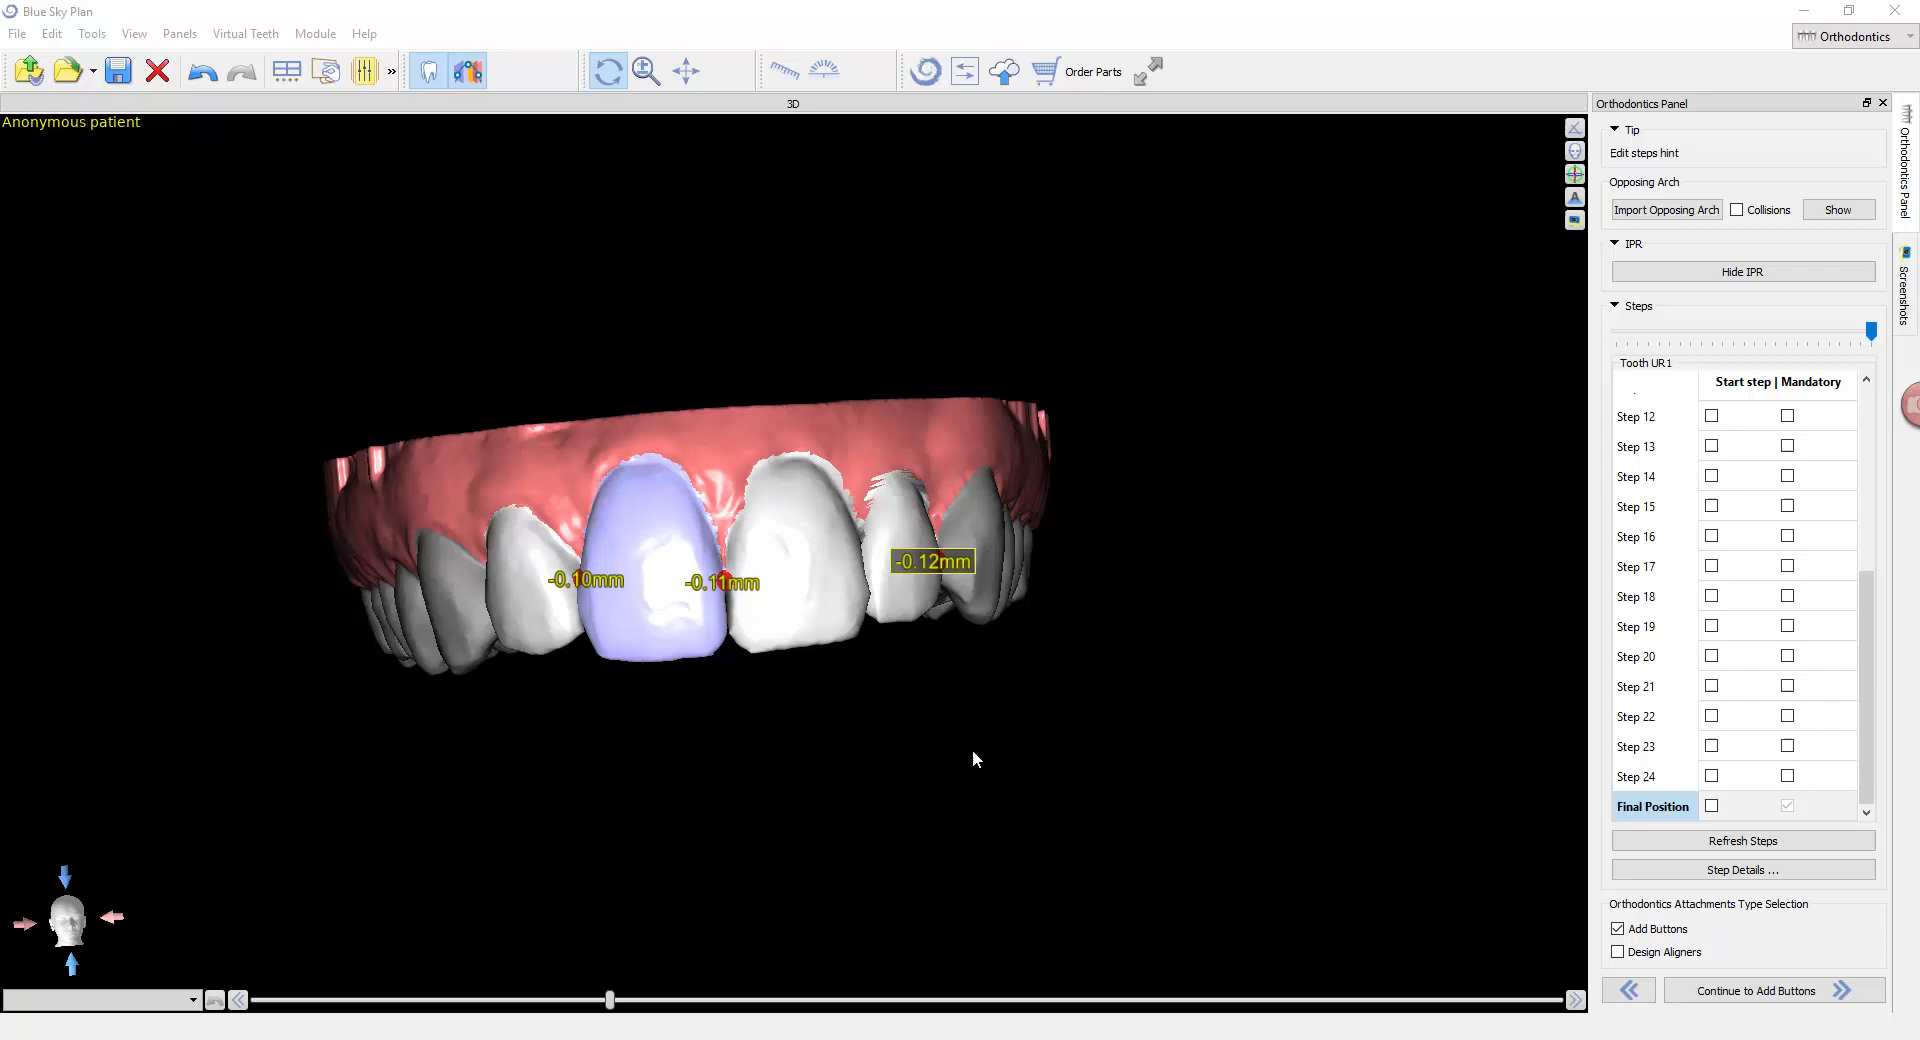 Blue Sky Plan
File Edit Tools View Panels Virtual Teeth Module Help
Orthodontics
»
Order Parts
3D
Anonymous patient
-0.10mm
-0.11mm
-0.12mm
Orthodontics Panel
Tip
Edit steps hint
Opposing Arch
Import Opposing Arch Collisions Show
IPR
Hide IPR
Steps
Tooth UR1
Start step | Mandatory
Step 12
Step 13
Step 14
Step 15
Step 16
Step 17
Step 18
Step 19
Step 20
Step 21
Step 22
Step 23
Step 24
Final Position
Refresh Steps
Step Details ...
Orthodontics Attachments Type Selection
Add Buttons
Design Aligners
Continue to Add Buttons
Orthodontics Panel
Screenshots